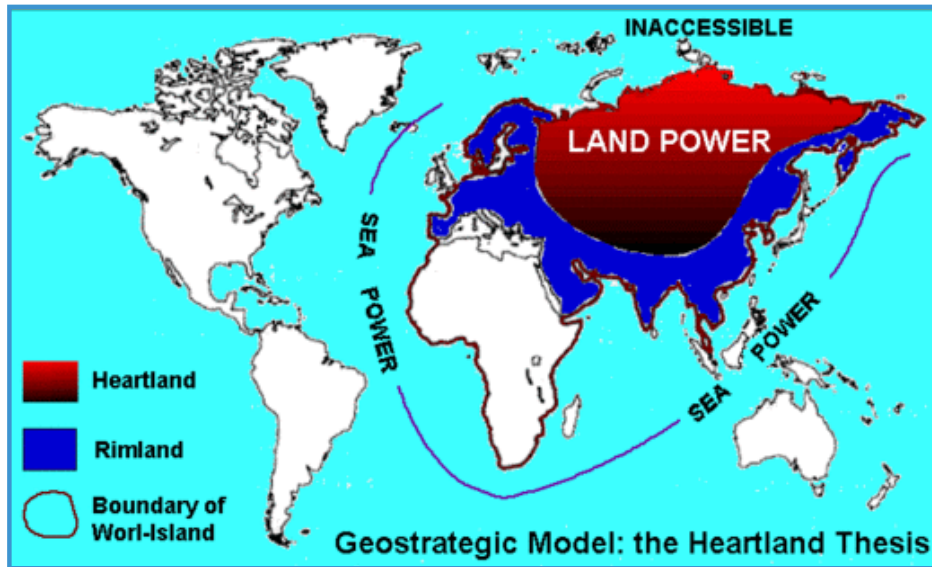 INACCESSIBLE
LAND POWER
SEA POWER
SEA POWER
Heartland
Rimland
Boundary of
Worl-Island
Geostrategic Model: the Heartland Thesis